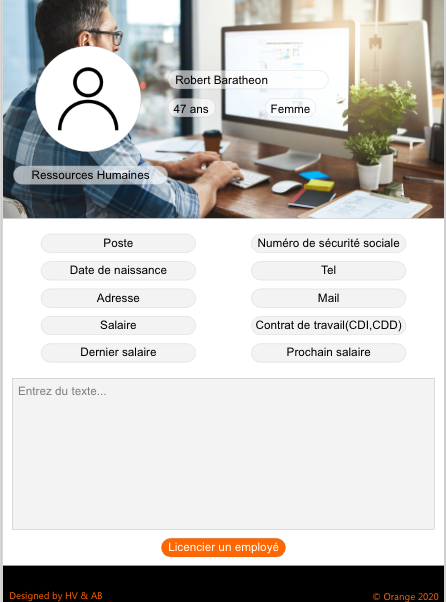 Robert Baratheon
47 ans
Femme
Ressources Humaines
Poste
Numéro de sécurité sociale
Date de naissance
Tel
Adresse
Mail
Salaire
Contrat de travail(CDI,CDD)
Dernier salaire
Prochain salaire
Entrez du texte...
Licencier un employé
Designed by HV & AB
© Orange 2020